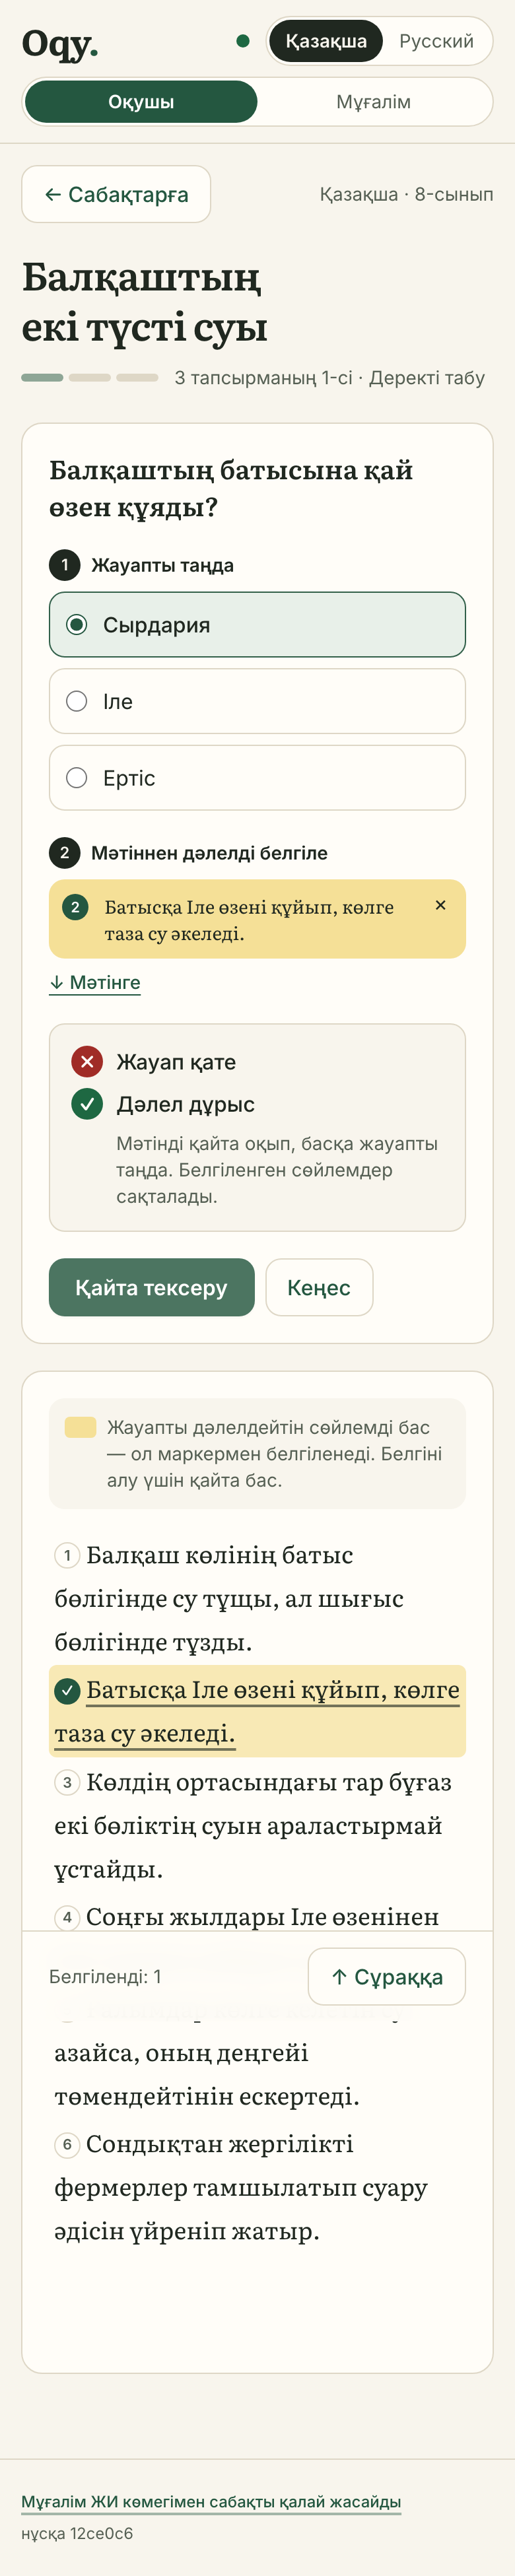 Oqy.
Қазақша
Русский
Оқушы
Мұғалім
← Сабақтарға
Қазақша · 8-сынып
Балқаштың
екі түсті суы
3 тапсырманың 1-сі · Деректі табу
Балқаштың батысына қай
өзен құяды?
1 Жауапты таңда
Сырдария
Іле
Ертіс
2 Мәтіннен дәлелді белгіле
2 Батысқа Іле өзені құйып, көлге
таза су әкеледі.
↓ Мәтінге
Жауап қате
Дәлел дұрыс
Мәтінді қайта оқып, басқа жауапты
таңда. Белгіленген сөйлемдер
сақталады.
Қайта тексеру
Кеңес
Жауапты дәлелдейтін сөйлемді бас
— ол маркермен белгіленеді. Белгіні
алу үшін қайта бас.
1 Балқаш көлінің батыс
бөлігінде су тұщы, ал шығыс
бөлігінде тұзды.
Батысқа Іле өзені құйып, көлге
таза су әкеледі.
3 Көлдің ортасындағы тар бұғаз
екі бөліктің суын араластырмай
ұстайды.
4 Соңғы жылдары Іле өзенінен
Белгіленді: 1
↑ Сұраққа
азайса, оның деңгейі
төмендейтінін ескертеді.
6 Сондықтан жергілікті
фермерлер тамшылатып суару
әдісін үйреніп жатыр.
Мұғалім ЖИ көмегімен сабақты қалай жасайды
нұсқа 12ce0c6